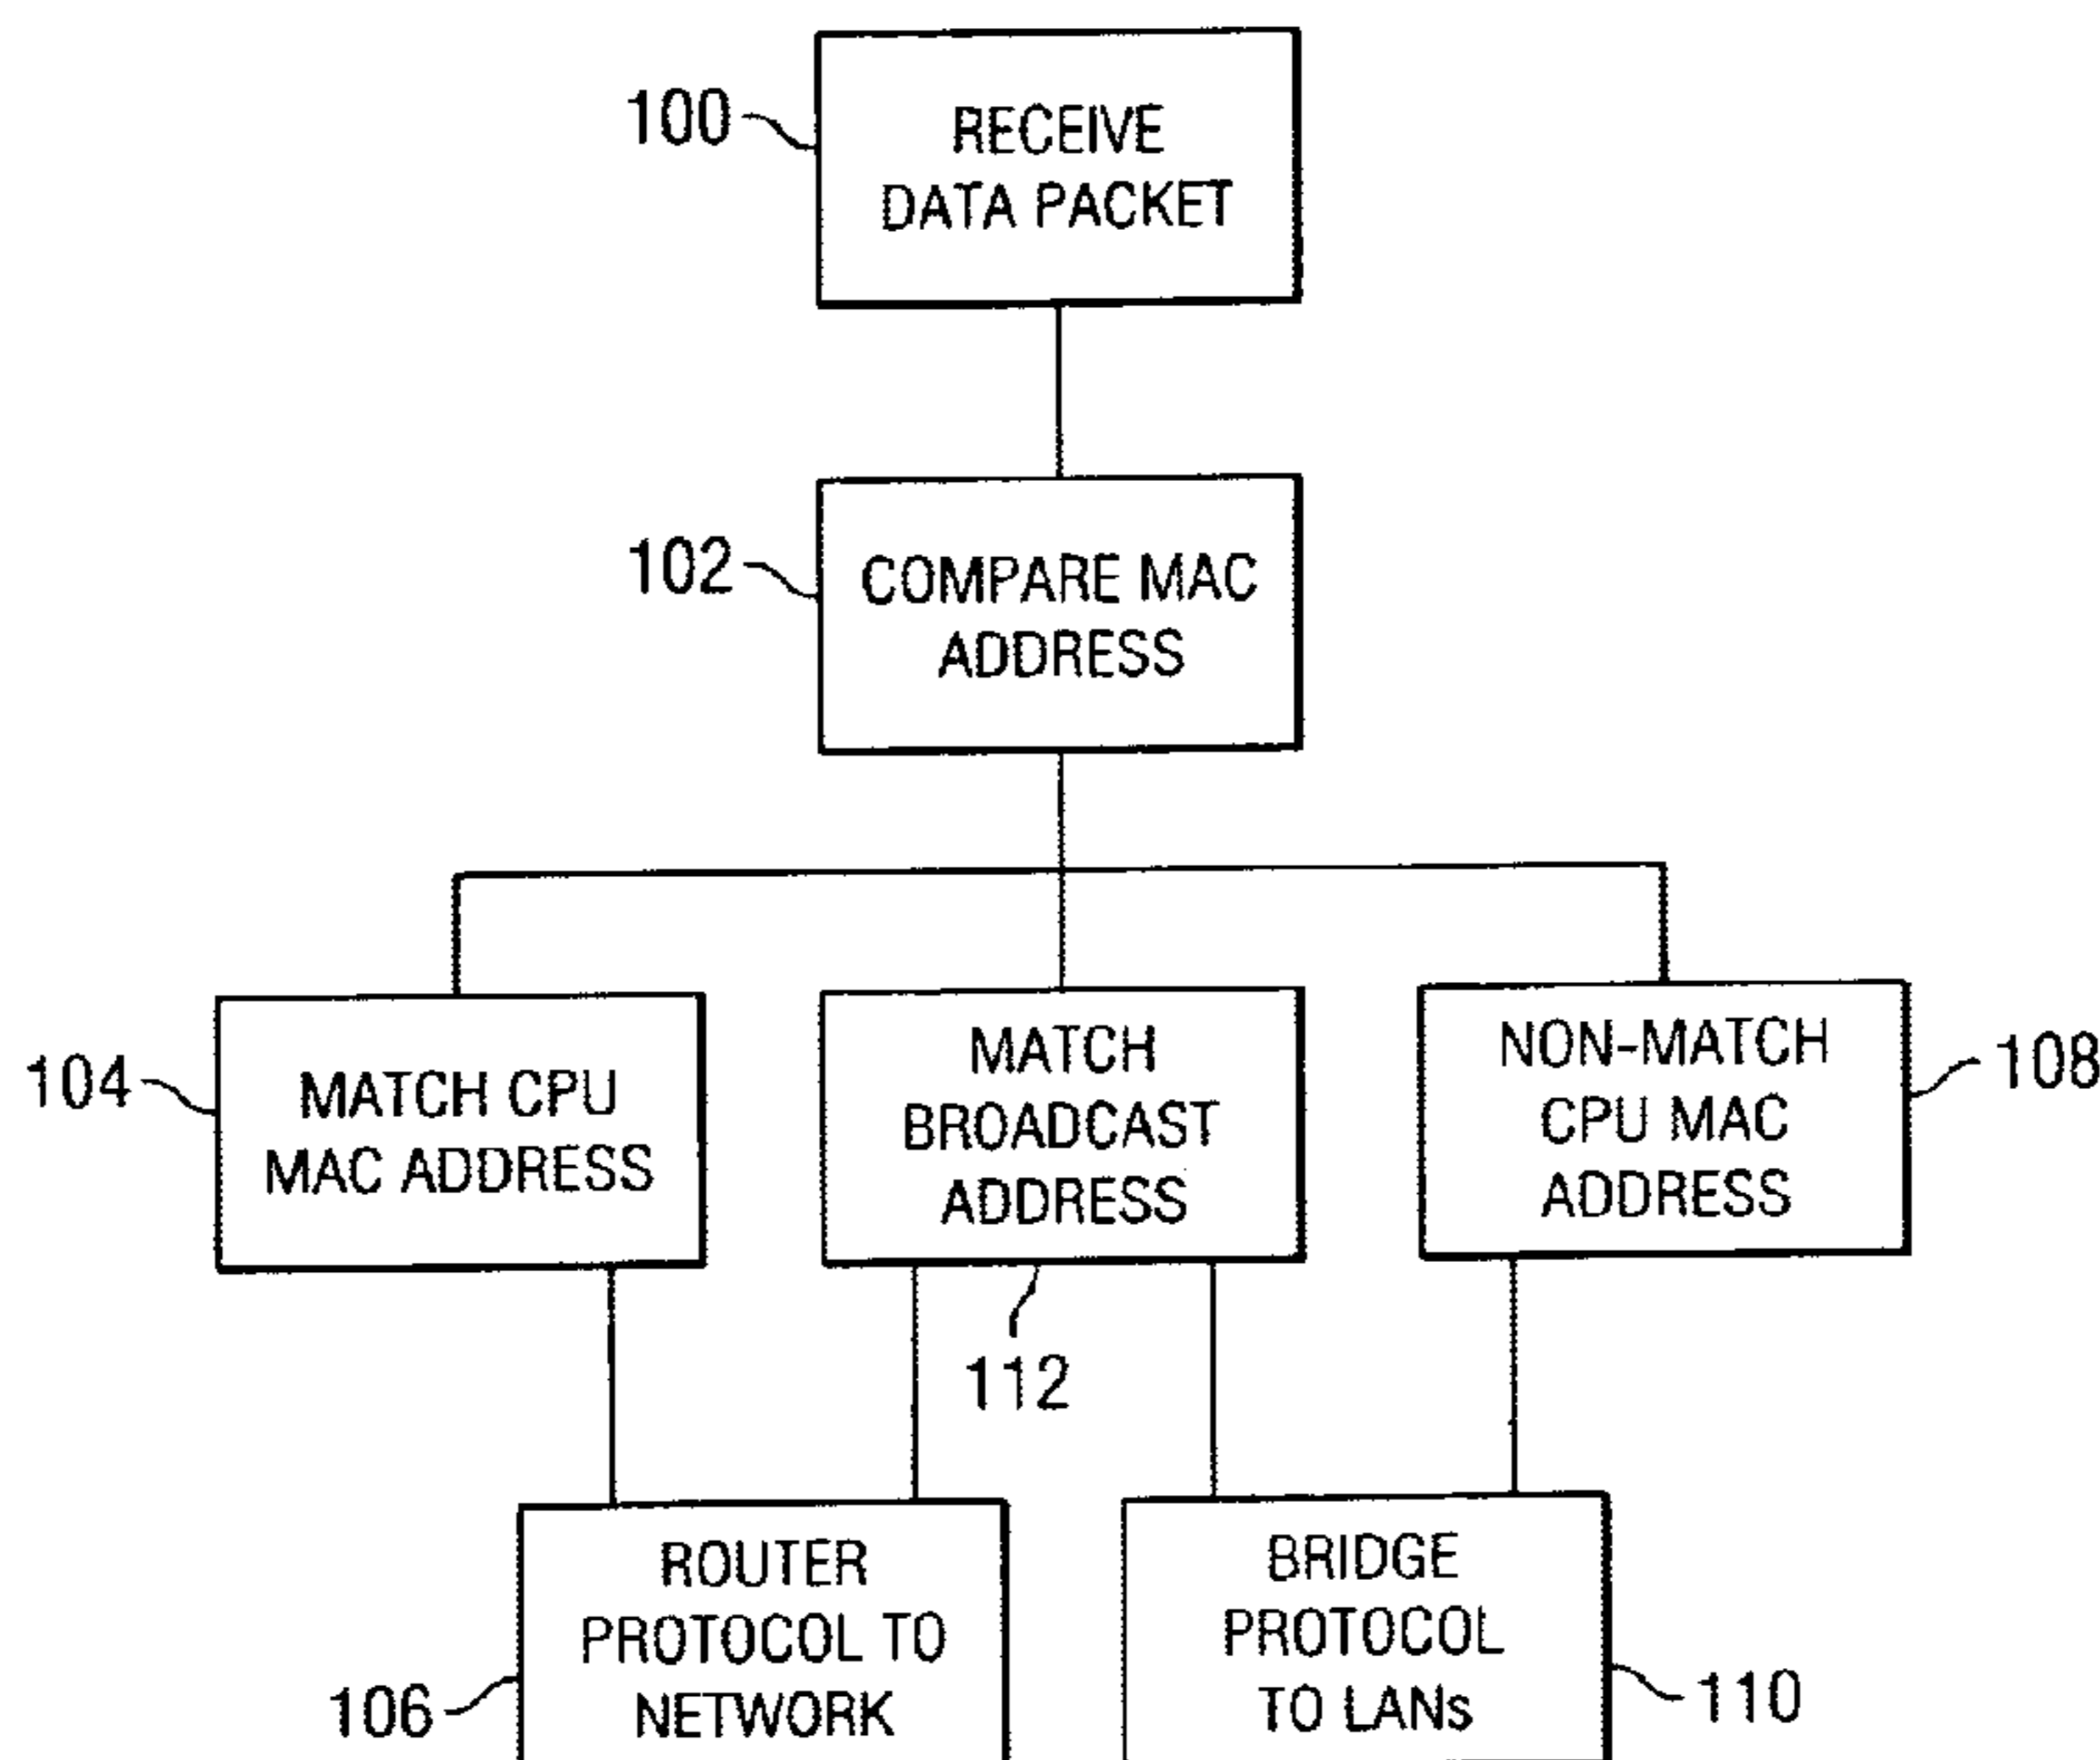 100
RECEIVE
DATA PACKET
102
COMPARE MAC
ADDRESS
104
MATCH CPU
MAC ADDRESS
MATCH
BROADCAST
ADDRESS
112
NON-MATCH
CPU MAC
ADDRESS
108
106
ROUTER
PROTOCOL TO
NETWORK
BRIDGE
PROTOCOL
TO LANs
110